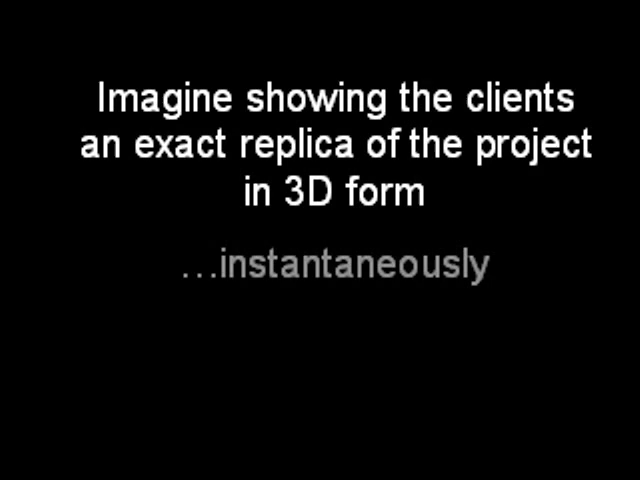 Imagine showing the clients
an exact replica of the project
in 3D form
...instantaneously